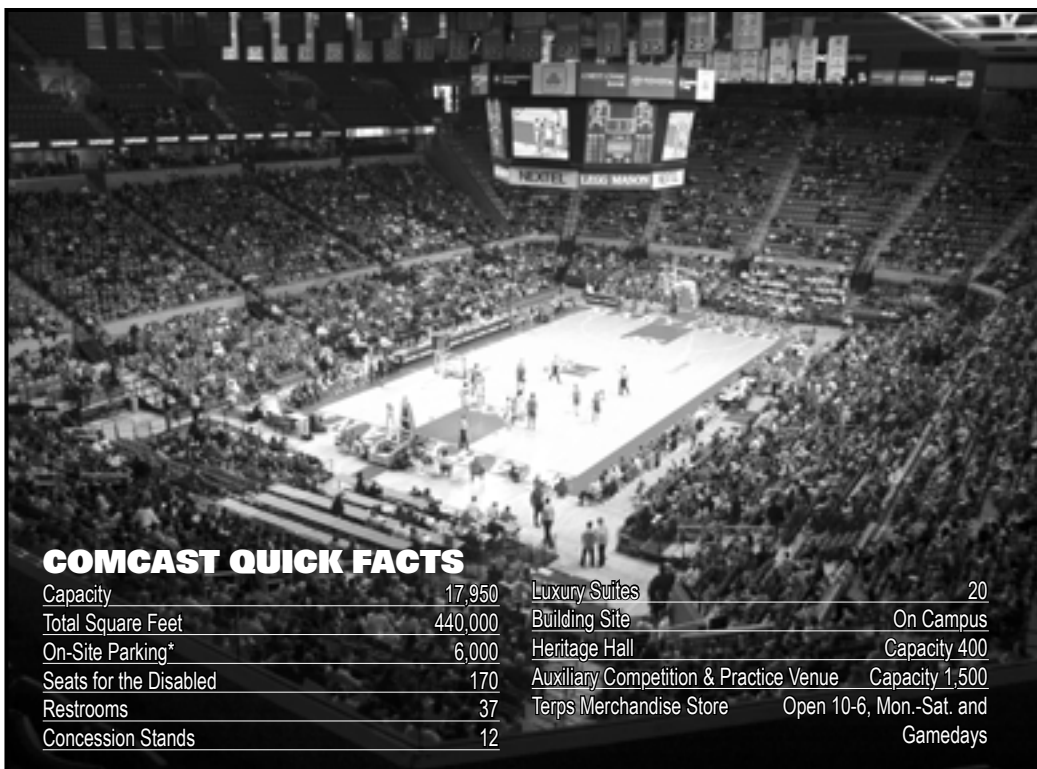 NEXTEL LEGG MASON
COMCAST QUICK FACTS
Capacity 17,950
Total Square Feet 440,000
On-Site Parking* 6,000
Seats for the Disabled 170
Restrooms 37
Concession Stands 12
Luxury Suites 20
Building Site On Campus
Heritage Hall Capacity 400
Auxiliary Competition & Practice Venue Capacity 1,500
Terps Merchandise Store Open 10-6, Mon.-Sat. and
Gamedays